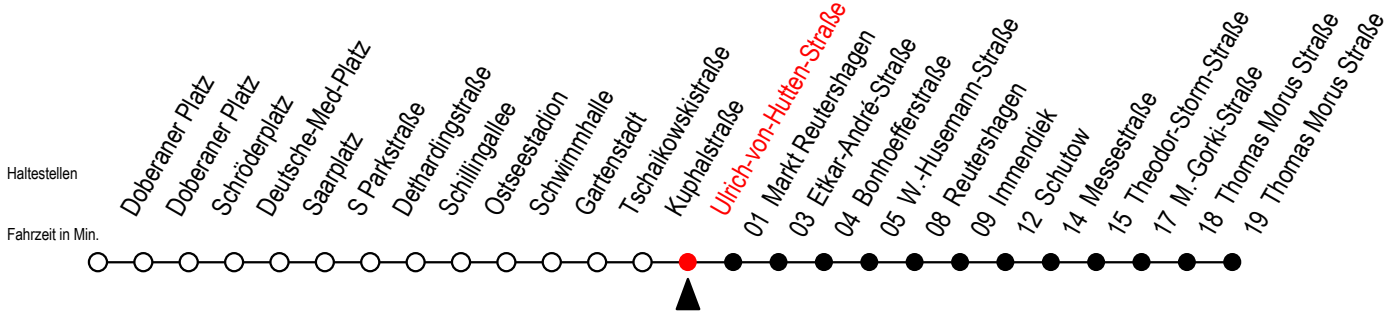 Haltestellen
Fahrzeit in Min.
Doberaner Platz
Doberaner Platz
Schröderplatz
Deutsche-Med-Platz
Saarplatz
S Parkstraße
Dethardingstraße
Schillingallee
Ostseestadion
Schwimmhalle
Gartenstadt
Tschaikowskistraße
Kuphalstraße
Ulrich-von-Hutten-Straße
01 Markt Reutershagen
03 Etkar-André-Straße
04 Bonhoefferstraße
05 W.-Husemann-Straße
08 Reutershagen
09 Immendiek
12 Schutow
14 Messestraße
15 Theodor-Storm-Straße
17 M.-Gorki-Straße
18 Thomas Morus Straße
19 Thomas Morus Straße